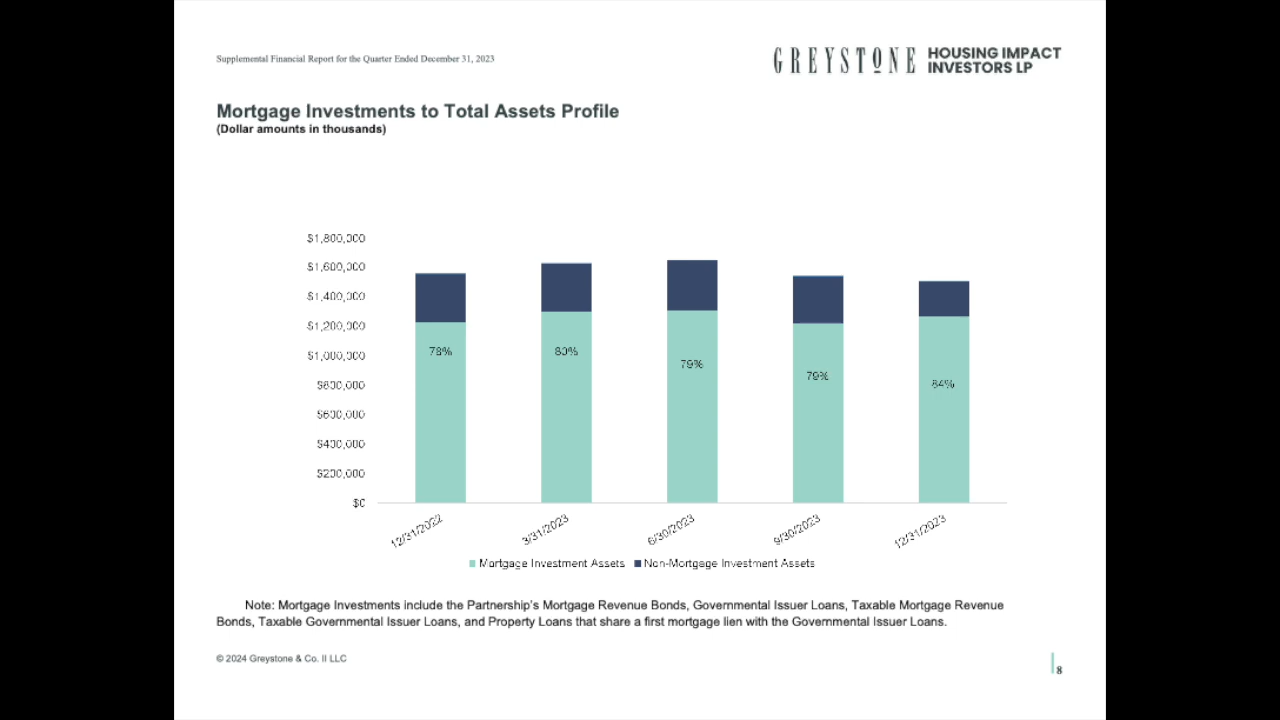 Supplemental Financial Report for the Quarter Ended December 31, 2023
GREYSTONE
HOUSING IMPACT
INVESTORS LP
Mortgage Investments to Total Assets Profile
(Dollar amounts in thousands)
$1,800,000
$1,600,000
$1,400,000
$1,200,000
$1,000,000
$800,000
$600,000
$400,000
$200,000
$0
78%
80%
79%
79%
84%
12/31/2022
3/31/2023
6/30/2023
9/30/2023
12/31/2023
Mortgage Investment Assets
Non-Mortgage Investment Assets
Note: Mortgage Investments include the Partnership's Mortgage Revenue Bonds, Governmental Issuer Loans, Taxable Mortgage Revenue
Bonds, Taxable Governmental Issuer Loans, and Property Loans that share a first mortgage lien with the Governmental Issuer Loans.
© 2024 Greystone & Co. II LLC
8